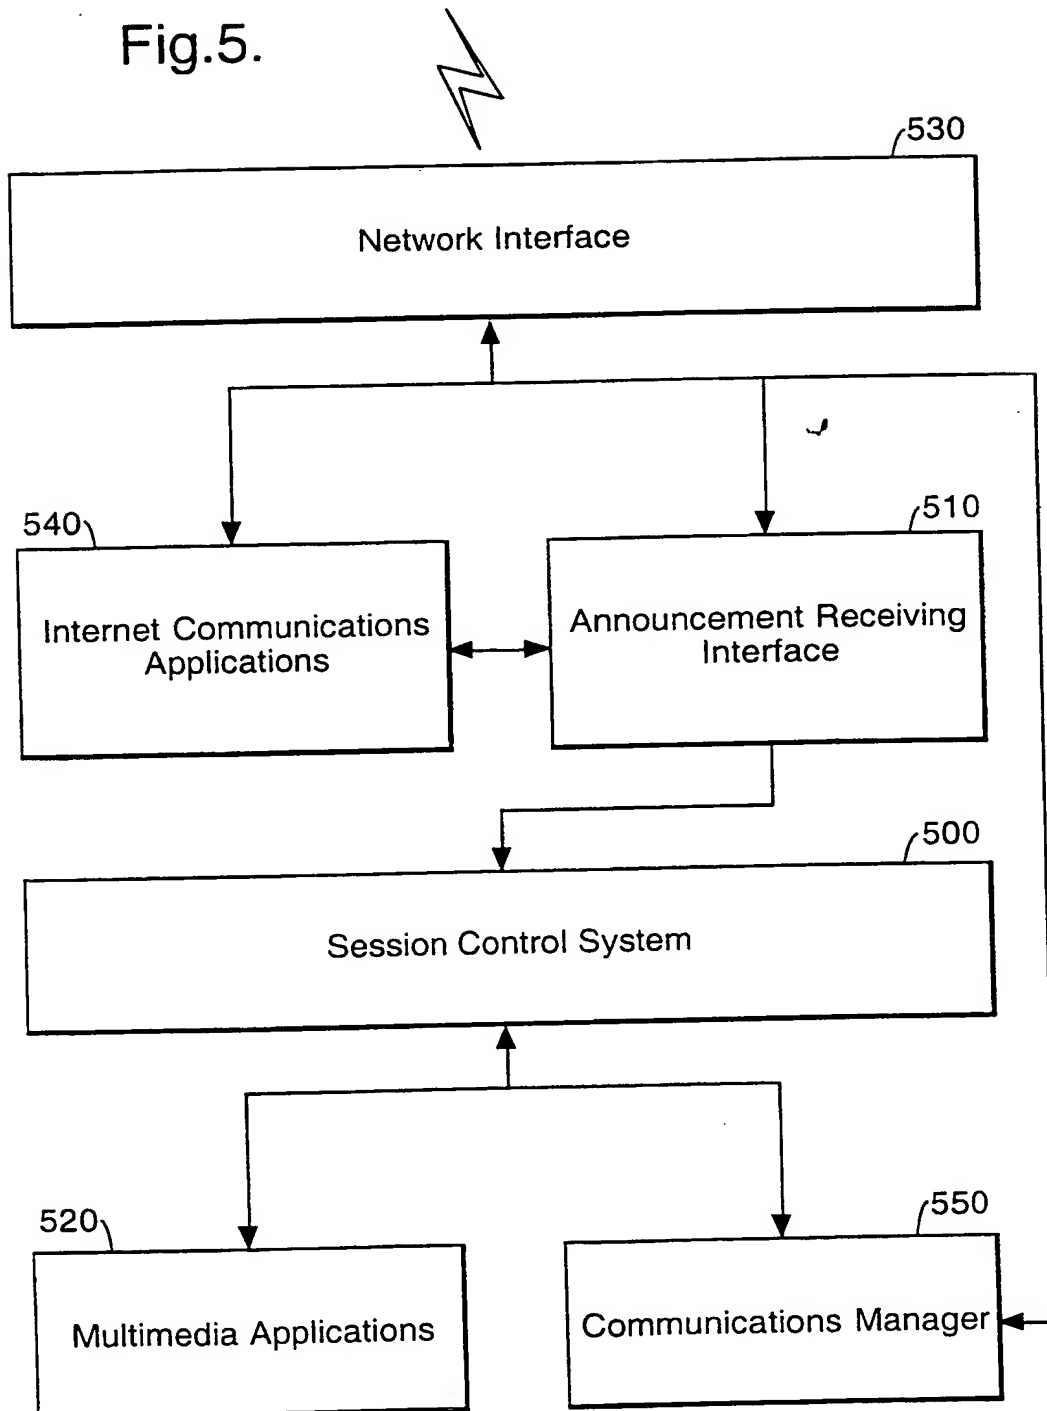 Fig.5.
530
Network Interface
540
510
Internet Communications
Applications
Announcement Receiving
Interface
500
Session Control System
520
550
Multimedia Applications
Communications Manager